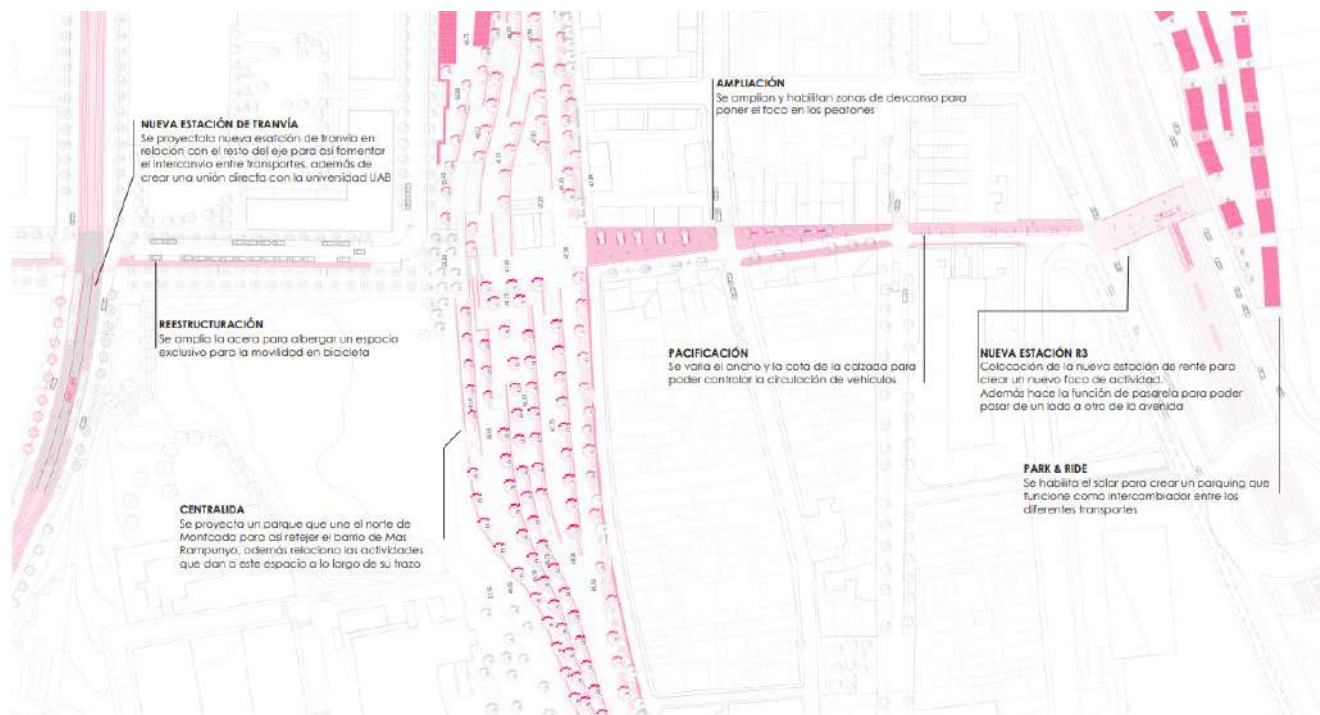 NUEVA ESTACIÓN DE TRANVÍA
Se proyectala nueva esatción de tranvía en
relación con el resto del eje para así fomentar
el interconvio entre transportes, además de
crear una unión directa con la universidad UAB
AMPLIACIÓN
Se amplian y habilitan zonas de descanso para
poner el foco en los peatones
REESTRUCTURACIÓN
Se amplia la acera para albergar un espacio
exclusivo para la movilidad en bicicleta
PACIFICACIÓN
Se varia el ancho y la cota de la calzada para
poder controlar la circulación de vehículos
NUEVA ESTACIÓN R3
Colocación de la nueva estación de renfe para
crear un nuevo foco de actividad.
Además hace la función de pasarela para poder
pasar de un lado a otro de la avenida
CENTRALIDA
Se proyecta un parque que une el norte de
Montcada para así retejer el barrio de Mas
Rampunyo, además relaciona las actividades
que dan a este espacio a lo largo de su trazo
PARK & RIDE
Se habilita el solar para crear un parquing que
funcione como intercambiador entre los
diferentes transportes